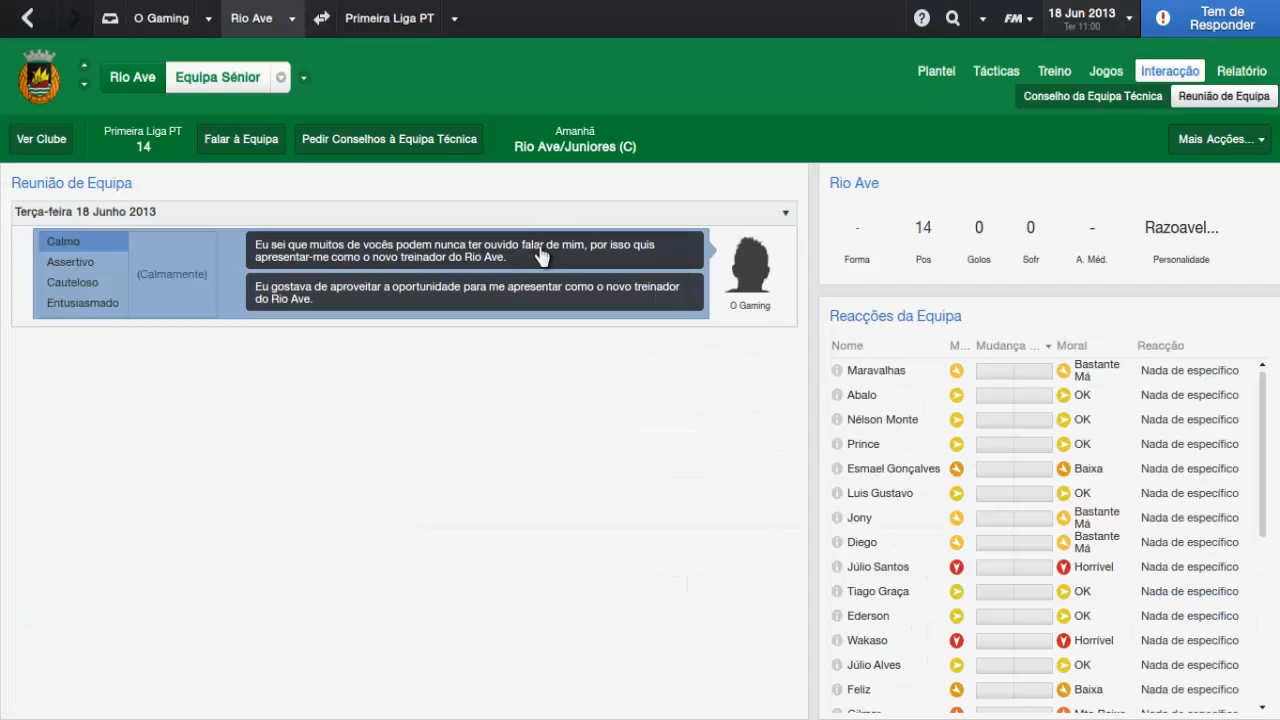 O Gaming
Rio Ave
Primeira Liga PT
FM
18 Jun 2013
Ter 11:00
Tem de
Responder
Rio Ave
Equipa Sénior
Plantel
Tácticas
Treino
Jogos
Interacção
Relatório
Conselho da Equipa Técnica
Reunião de Equipa
Ver Clube
Primeira Liga PT
14
Falar à Equipa
Pedir Conselhos à Equipa Técnica
Amanhã
Rio Ave/Juniores (C)
Mais Acções...
Reunião de Equipa
Terça-feira 18 Junho 2013
Calmo
Assertivo
Cauteloso
Entusiasmado
(Calmamente)
Eu sei que muitos de vocês podem nunca ter ouvido falar de mim, por isso quis
apresentar-me como o novo treinador do Rio Ave.
Eu gostava de aproveitar a oportunidade para me apresentar como o novo treinador
do Rio Ave.
O Gaming
Rio Ave
- 14 0 0 - Razoavel...
Forma Pos Golos Sofr A. Méd. Personalidade
Reacções da Equipa
Nome M... Mudança ... Moral Reacção
Maravalhas Bastante Má Nada de específico
Abalo OK Nada de específico
Nélson Monte OK Nada de específico
Prince OK Nada de específico
Esmael Gonçalves Baixa Nada de específico
Luis Gustavo OK Nada de específico
Jony Bastante Má Nada de específico
Diego Bastante Má Nada de específico
Júlio Santos Horrível Nada de específico
Tiago Graça OK Nada de específico
Ederson OK Nada de específico
Wakaso Horrível Nada de específico
Júlio Alves OK Nada de específico
Feliz Baixa Nada de específico